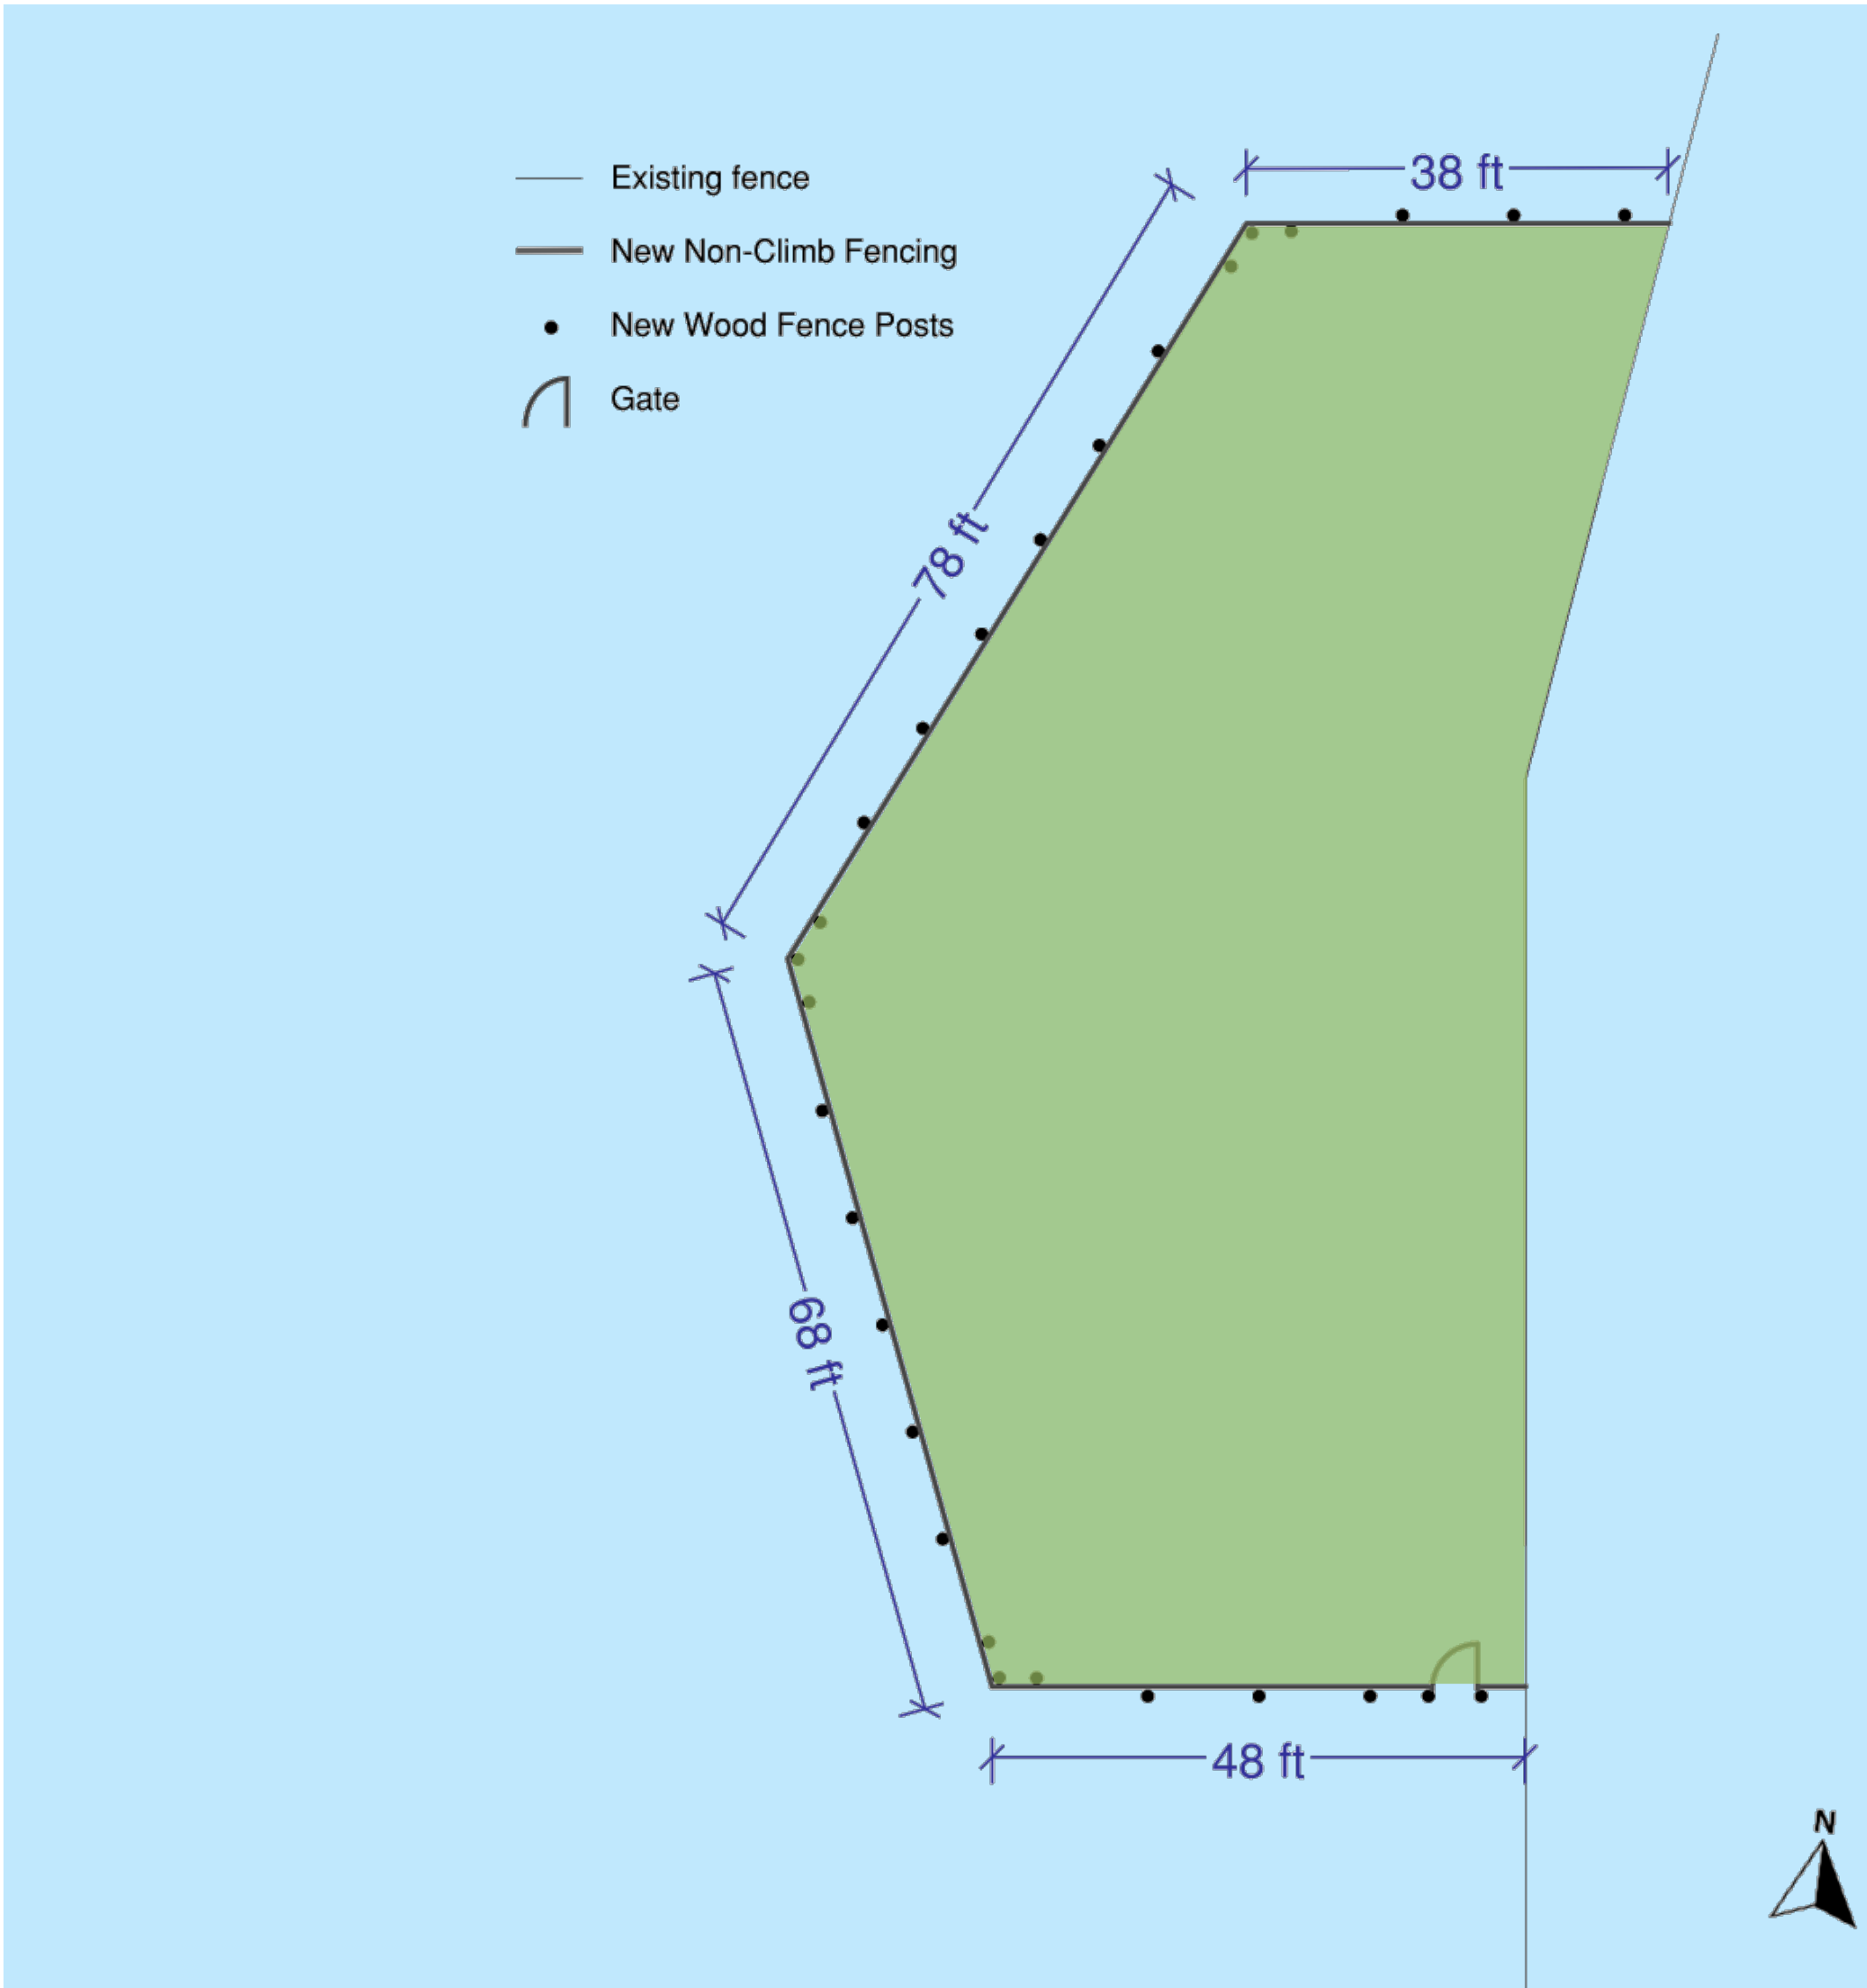 Existing fence
New Non-Climb Fencing
New Wood Fence Posts
Gate
38 ft
78 ft
68 ft
48 ft
N